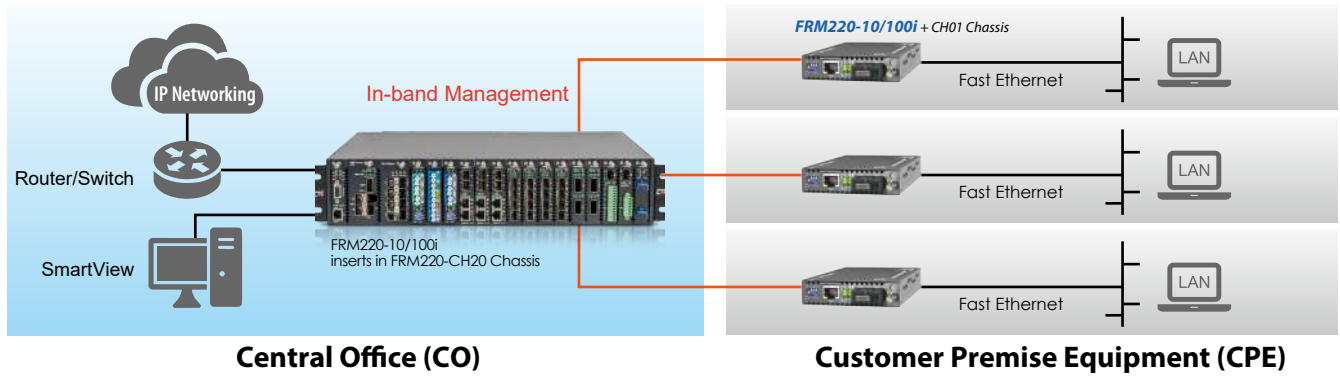 IP Networking
In-band Management
Router/Switch
FRM220-10/100i
inserts in FRM220-CH20 Chassis
SmartView
Central Office (CO)
FRM220-10/100i + CH01 Chassis
Fast Ethernet
LAN
Fast Ethernet
LAN
Fast Ethernet
LAN
Customer Premise Equipment (CPE)